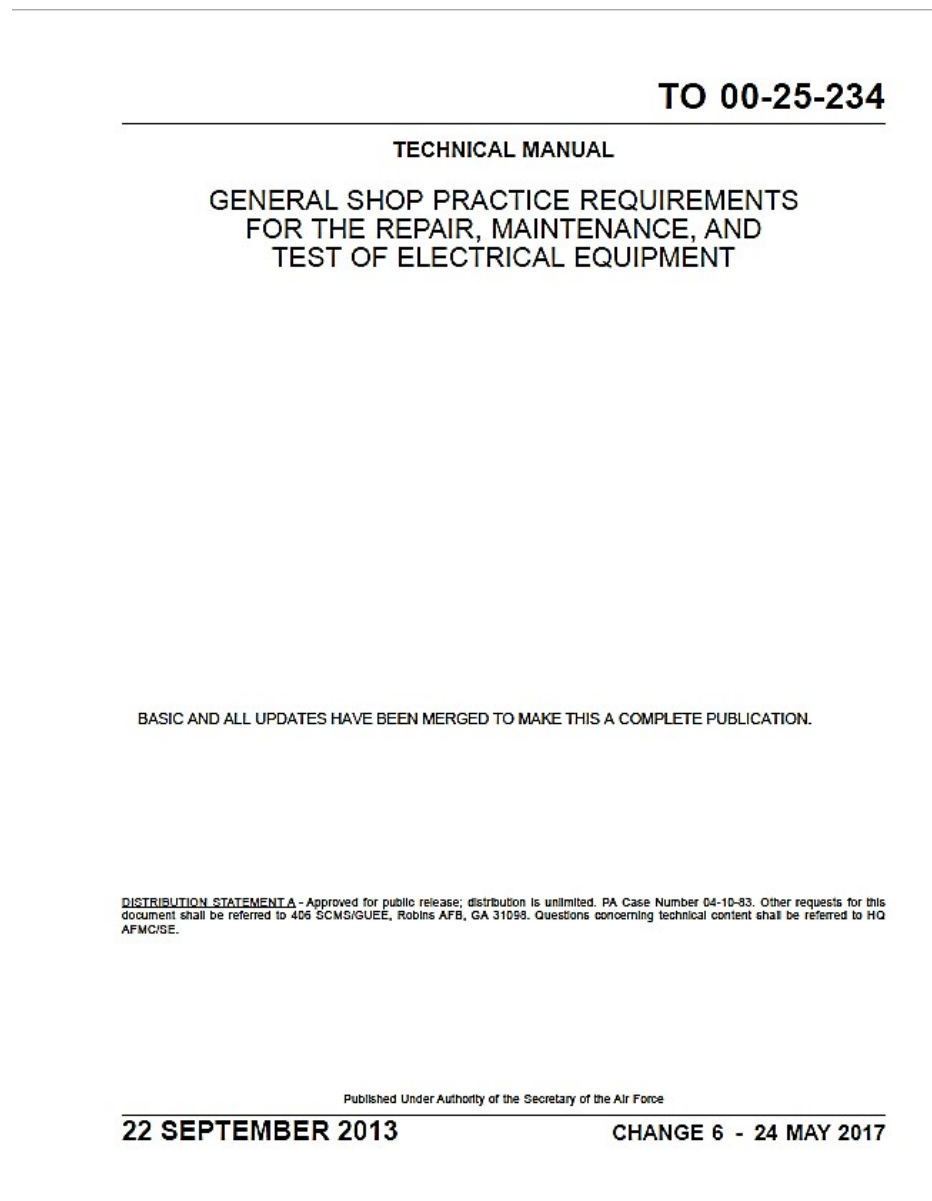 TO 00-25-234
TECHNICAL MANUAL
GENERAL SHOP PRACTICE REQUIREMENTS
FOR THE REPAIR, MAINTENANCE, AND
TEST OF ELECTRICAL EQUIPMENT
BASIC AND ALL UPDATES HAVE BEEN MERGED TO MAKE THIS A COMPLETE PUBLICATION.
DISTRIBUTION STATEMENT A - Approved for public release; distribution is unlimited. PA Case Number 04-10-83. Other requests for this
document shall be referred to 406 SCMS/GUEE, Robins AFB, GA 31098. Questions concerning technical content shall be referred to HQ
AFMC/SE.
Published Under Authority of the Secretary of the Air Force
22 SEPTEMBER 2013
CHANGE 6 - 24 MAY 2017